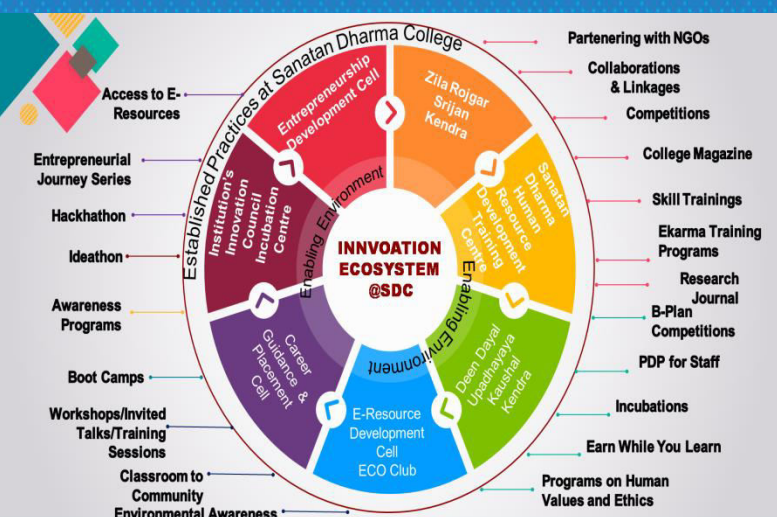 Established Practices at Sanatan Dharma College
Access to E-
Resources
Entrepreneurial
Journey Series
Hackhathon
Ideathon
Awareness
Programs
Boot Camps
Workshops/Invited
Talks/Training
Sessions
Classroom to
Community
Environmental Awareness
Entrepreneurship
Development Cell
Zila Rojgar
Srijan
Kendra
Sanatan
Dharma
Human
Resource
Development
Training
Centre
Deen Dayal
Upadhayaya
Kaushal
Kendra
E-Resource
Development
Cell
ECO Club
Career
Guidance &
Placement
Cell
Institution's
Innovation
Council
Incubation
Centre
Enabling Environment
Enabling Environment
INNVOATION
ECOSYSTEM
@SDC
Partenering with NGOs
Collaborations
& Linkages
Competitions
College Magazine
Skill Trainings
Ekarma Training
Programs
Research
Journal
B-Plan
Competitions
PDP for Staff
Incubations
Earn While You Learn
Programs on Human
Values and Ethics